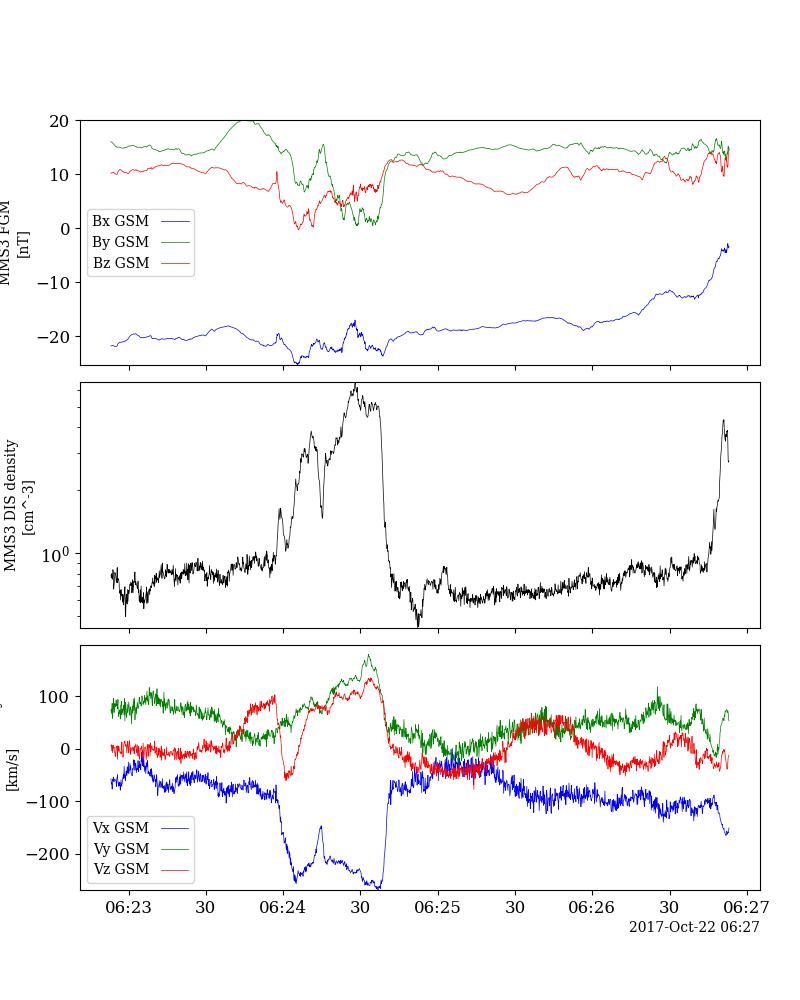 20
10
0
−10
−20
MMS3 FGM
[nT]
Bx GSM
By GSM
Bz GSM
10^0
MMS3 DIS density
[cm^-3]
100
0
−100
−200
[km/s]
Vx GSM
Vy GSM
Vz GSM
06:23 30 06:24 30 06:25 30 06:26 30 06:27
2017-Oct-22 06:27